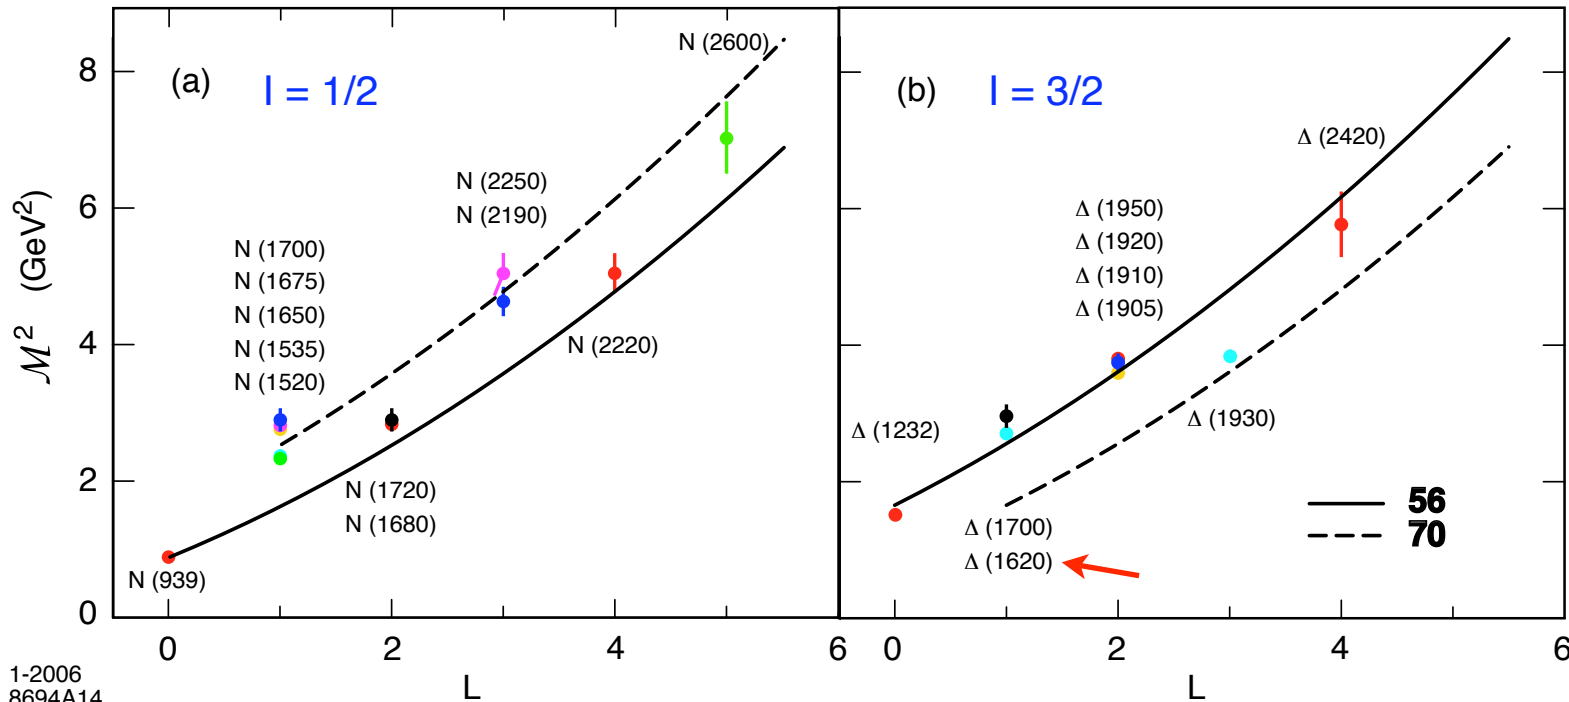 (a)
I = 1/2
N (2600)
N (2250)
N (2190)
N (1700)
N (1675)
N (1650)
N (1535)
N (1520)
N (2220)
N (1720)
N (1680)
N (939)
ℳ² (GeV²)
8
6
4
2
0
0 2 4 6
L
(b)
I = 3/2
Δ (2420)
Δ (1950)
Δ (1920)
Δ (1910)
Δ (1905)
Δ (1232)
Δ (1930)
Δ (1700)
Δ (1620)
56
70
0 2 4 6
L
1-2006
8694A14